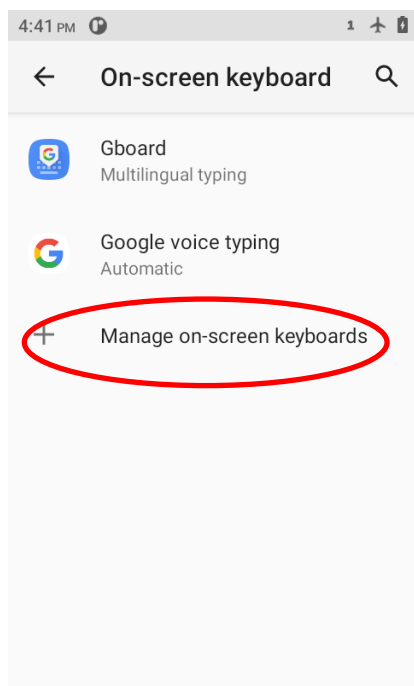 4:41 PM 1
On-screen keyboard
Gboard
Multilingual typing
Google voice typing
Automatic
Manage on-screen keyboards